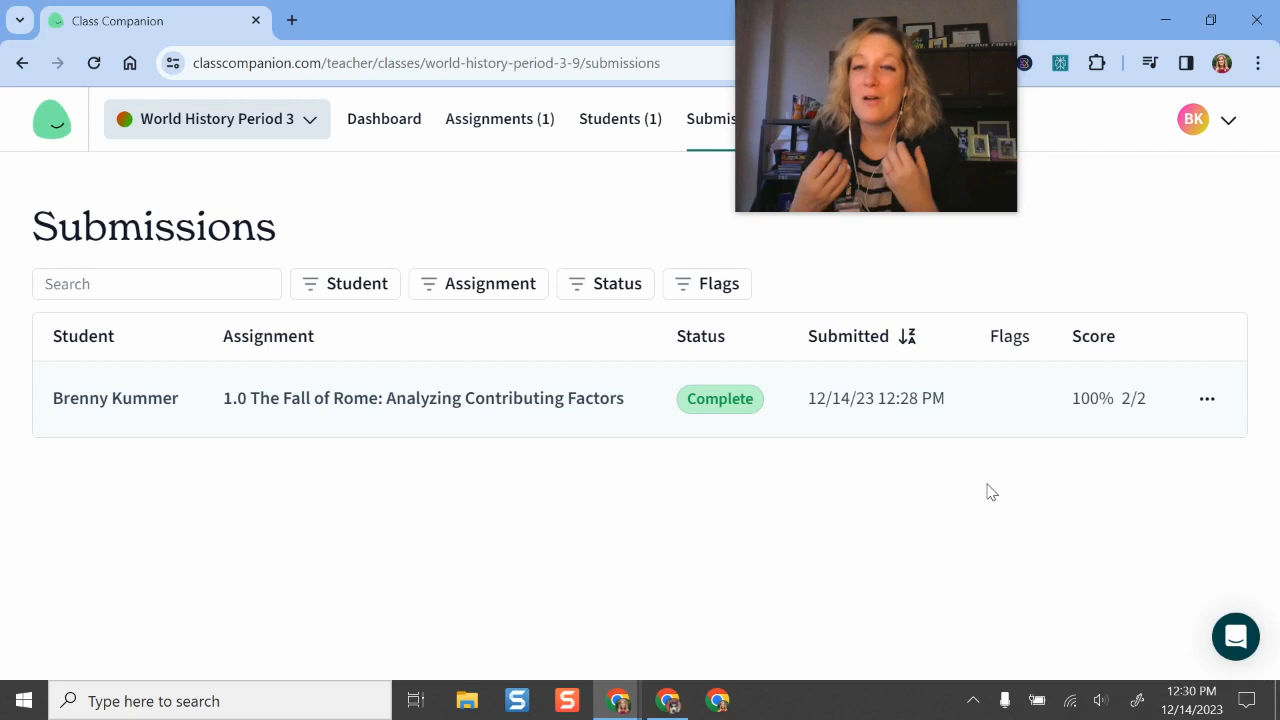 Class Companion
classcompanion.com/teacher/classes/world-history-period-3-9/submissions
World History Period 3
Dashboard
Assignments (1)
Students (1)
Submis
BK
Submissions
Search
Student
Assignment
Status
Flags
Student
Assignment
Status
Submitted
Flags
Score
Brenny Kummer
1.0 The Fall of Rome: Analyzing Contributing Factors
Complete
12/14/23 12:28 PM
100% 2/2
Type here to search
12:30 PM
12/14/2023